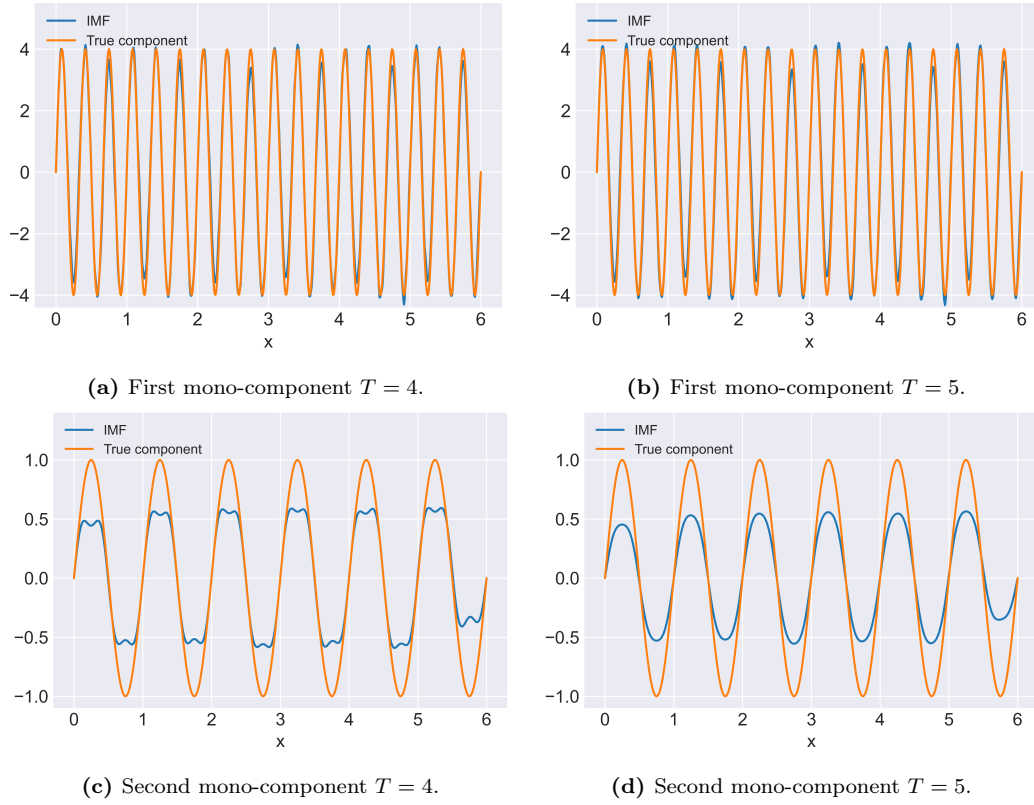 IMF
True component
4
2
0
−2
−4
0 1 2 3 4 5 6
x
(a) First mono-component T = 4.
IMF
True component
4
2
0
−2
−4
0 1 2 3 4 5 6
x
(b) First mono-component T = 5.
IMF
True component
1.0
0.5
0.0
−0.5
−1.0
0 1 2 3 4 5 6
x
(c) Second mono-component T = 4.
IMF
True component
1.0
0.5
0.0
−0.5
−1.0
0 1 2 3 4 5 6
x
(d) Second mono-component T = 5.